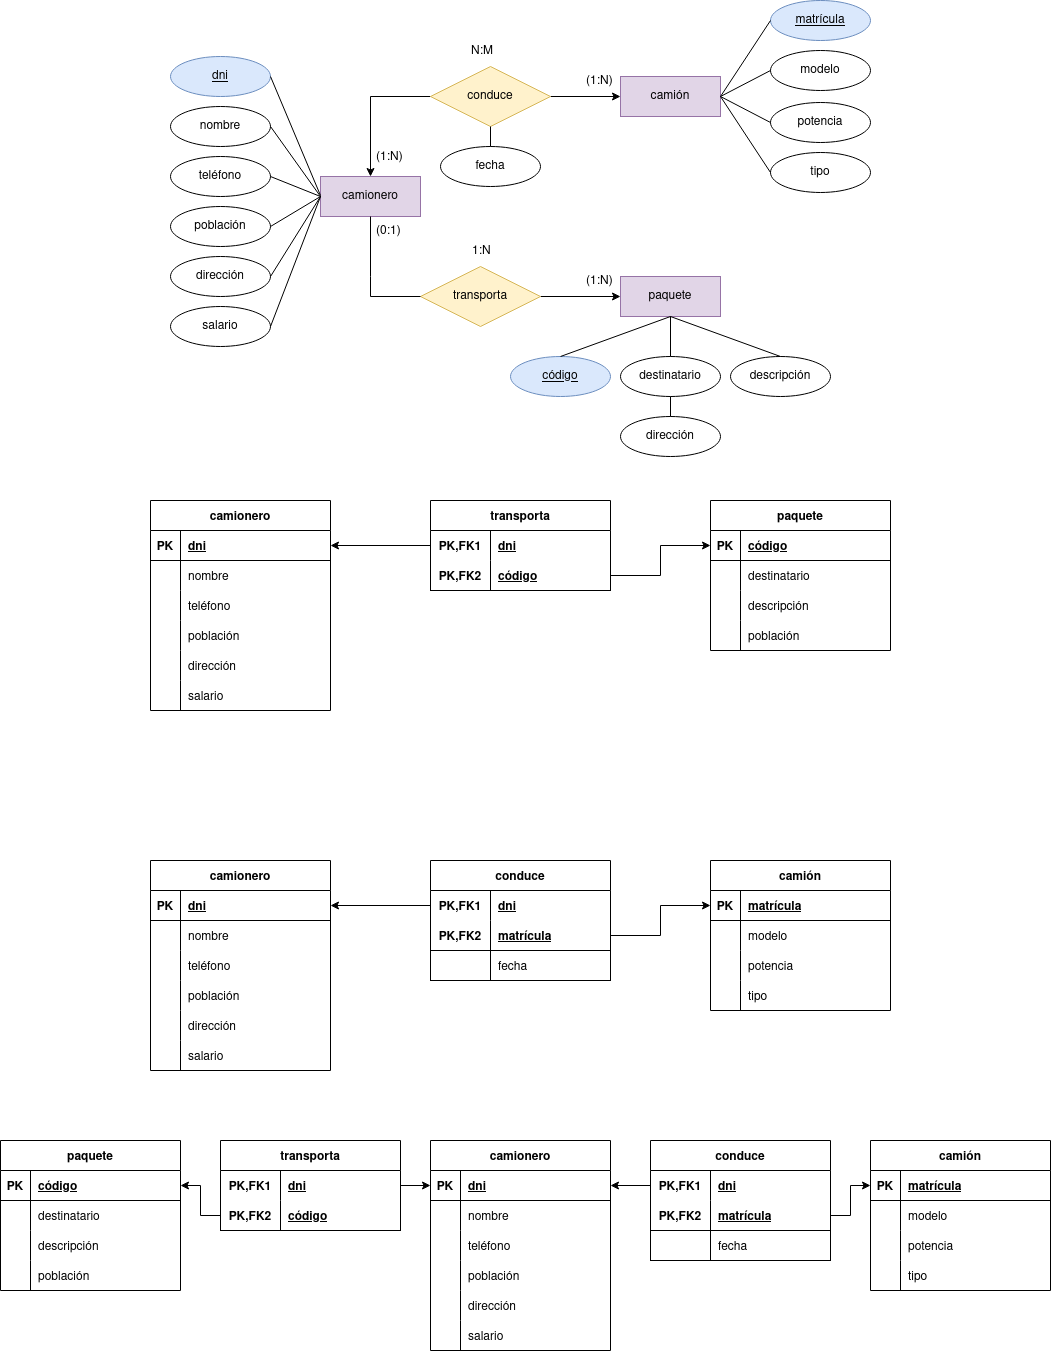 matrícula
N:M
modelo
dni
(1:N)
conduce
camión
nombre
potencia
(1:N)
fecha
teléfono
tipo
camionero
población
(0:1)
1:N
dirección
(1:N)
transporta
paquete
salario
código
destinatario
descripción
dirección
camionero
PK dni
nombre
teléfono
población
dirección
salario
transporta
PK,FK1 dni
PK,FK2 código
paquete
PK código
destinatario
descripción
población
camionero
PK dni
nombre
teléfono
población
dirección
salario
conduce
PK,FK1 dni
PK,FK2 matrícula
fecha
camión
PK matrícula
modelo
potencia
tipo
paquete
PK código
destinatario
descripción
población
transporta
PK,FK1 dni
PK,FK2 código
camionero
PK dni
nombre
teléfono
población
dirección
salario
conduce
PK,FK1 dni
PK,FK2 matrícula
fecha
camión
PK matrícula
modelo
potencia
tipo